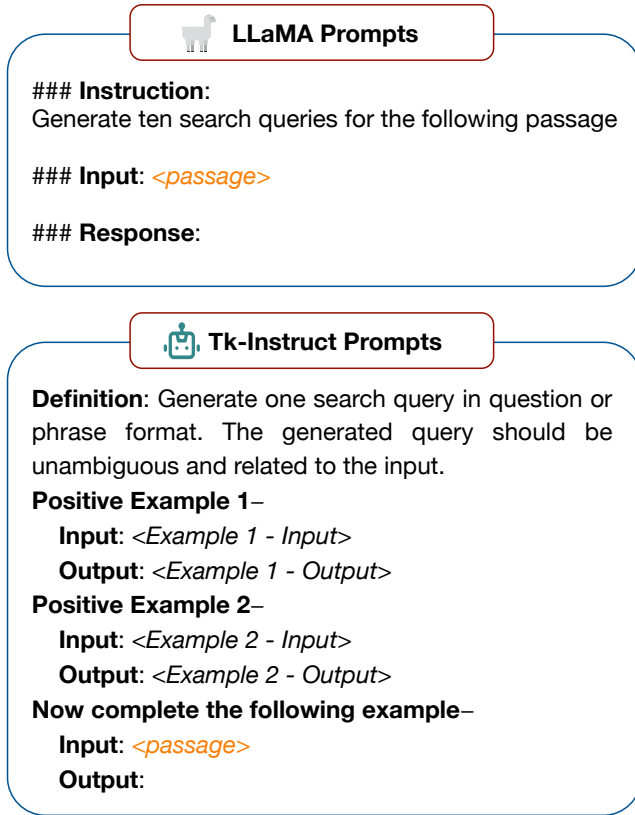 LLaMA Prompts
### Instruction:
Generate ten search queries for the following passage
### Input: <passage>
### Response:
Tk-Instruct Prompts
Definition: Generate one search query in question or
phrase format. The generated query should be
unambiguous and related to the input.
Positive Example 1–
Input: <Example 1 - Input>
Output: <Example 1 - Output>
Positive Example 2–
Input: <Example 2 - Input>
Output: <Example 2 - Output>
Now complete the following example–
Input: <passage>
Output: